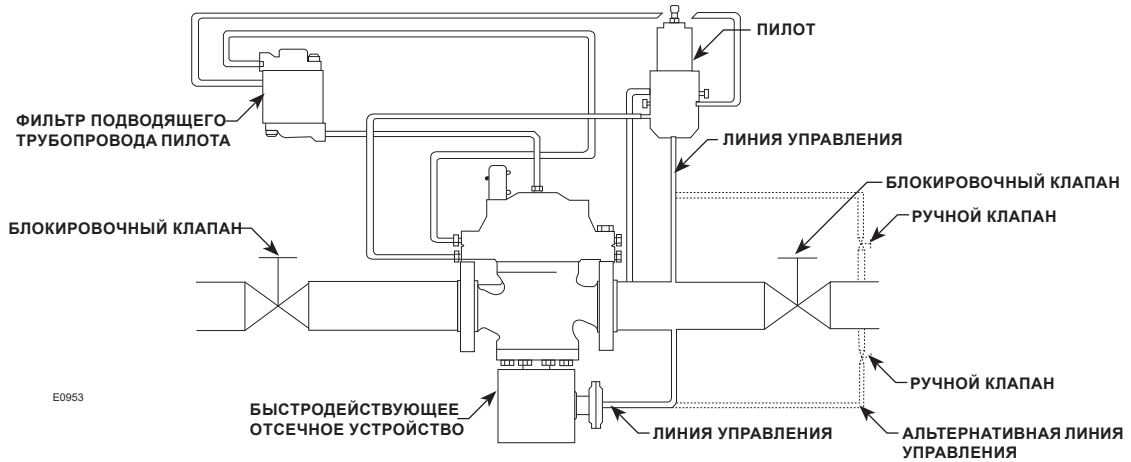 ПИЛОТ
ФИЛЬТР ПОДВОДЯЩЕГО
ТРУБОПРОВОДА ПИЛОТА
ЛИНИЯ УПРАВЛЕНИЯ
БЛОКИРОВОЧНЫЙ КЛАПАН
РУЧНОЙ КЛАПАН
БЛОКИРОВОЧНЫЙ КЛАПАН
РУЧНОЙ КЛАПАН
E0953
БЫСТРОДЕЙСТВУЮЩЕЕ
ОТСЕЧНОЕ УСТРОЙСТВО
ЛИНИЯ УПРАВЛЕНИЯ
АЛЬТЕРНАТИВНАЯ ЛИНИЯ
УПРАВЛЕНИЯ